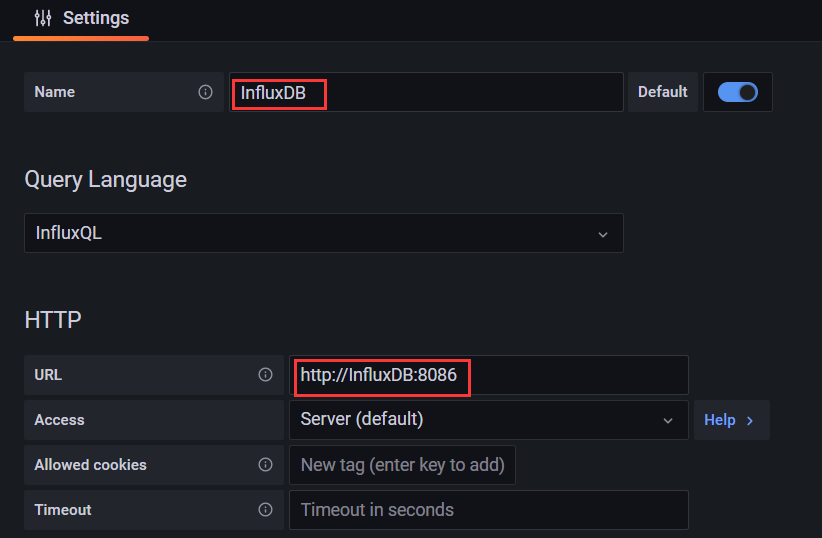 Settings
Name InfluxDB Default
Query Language
InfluxQL
HTTP
URL http://InfluxDB:8086
Access Server (default) Help
Allowed cookies New tag (enter key to add)
Timeout Timeout in seconds